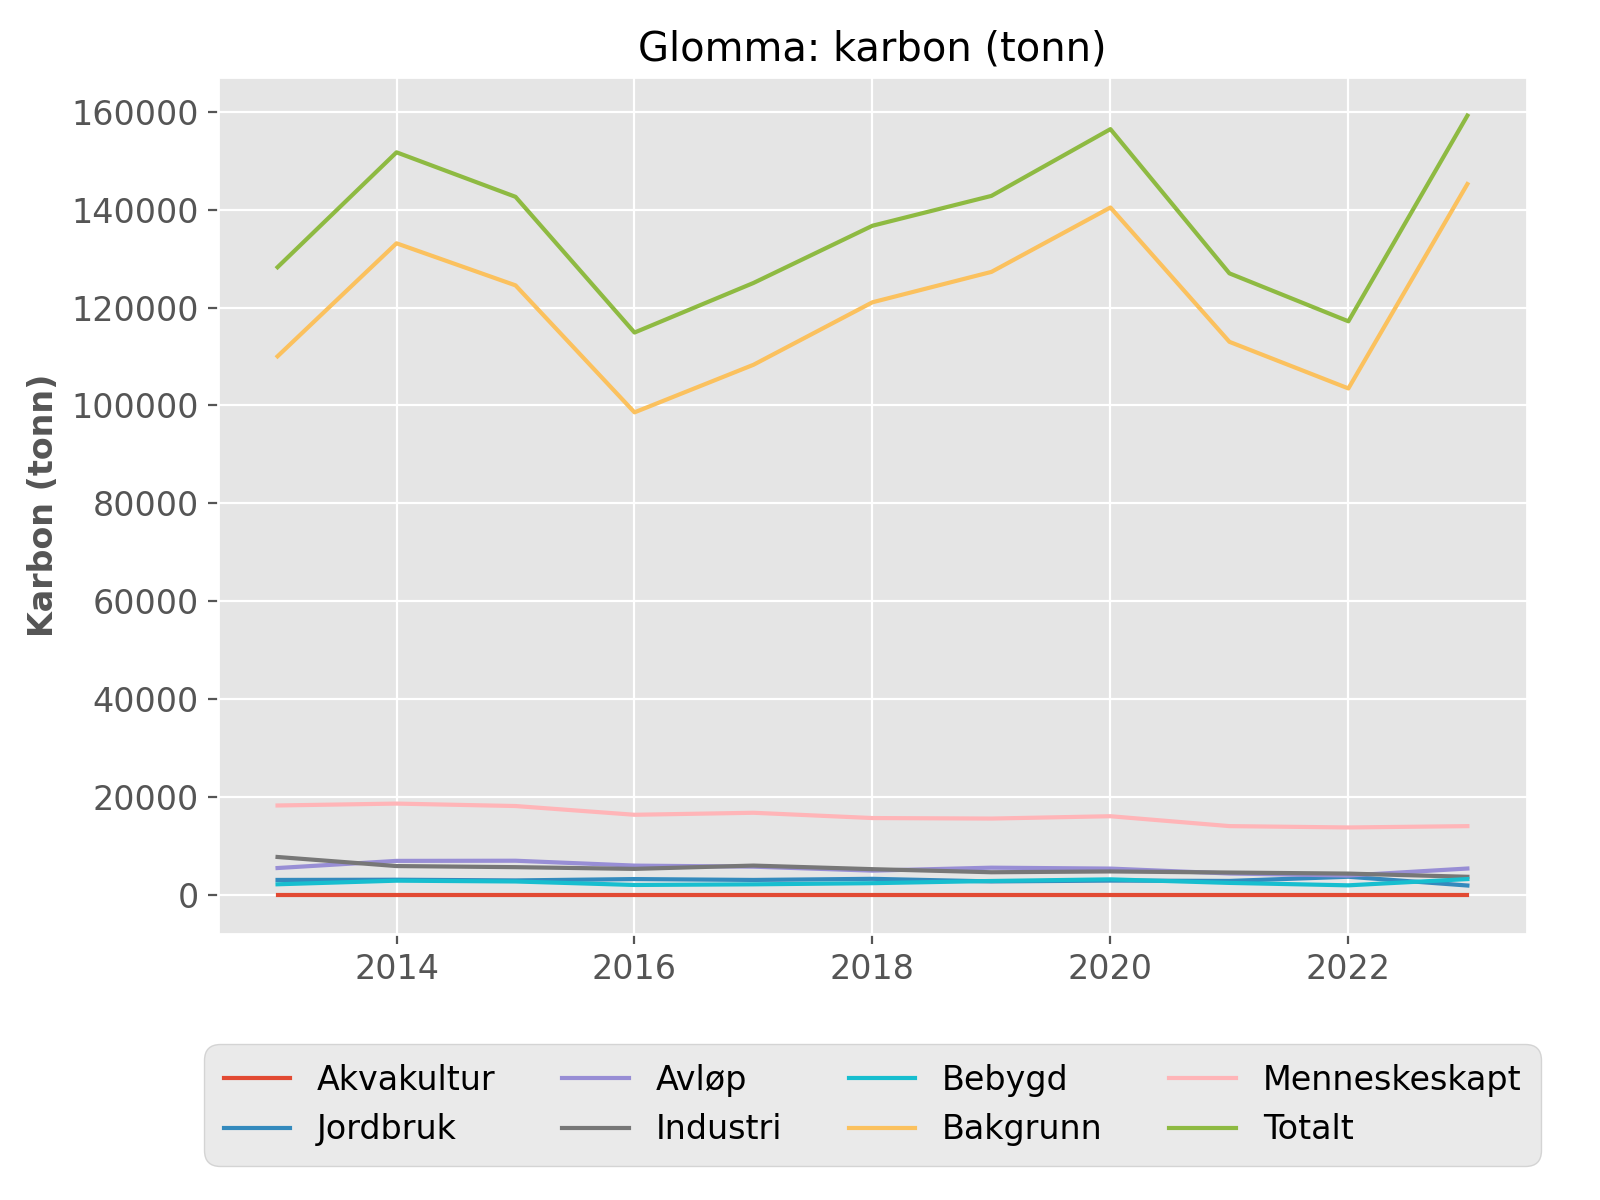 Glomma: karbon (tonn)
Karbon (tonn)
160000
140000
120000
100000
80000
60000
40000
20000
0
2014 2016 2018 2020 2022
Akvakultur Avløp Bebygd Menneskeskapt
Jordbruk Industri Bakgrunn Totalt